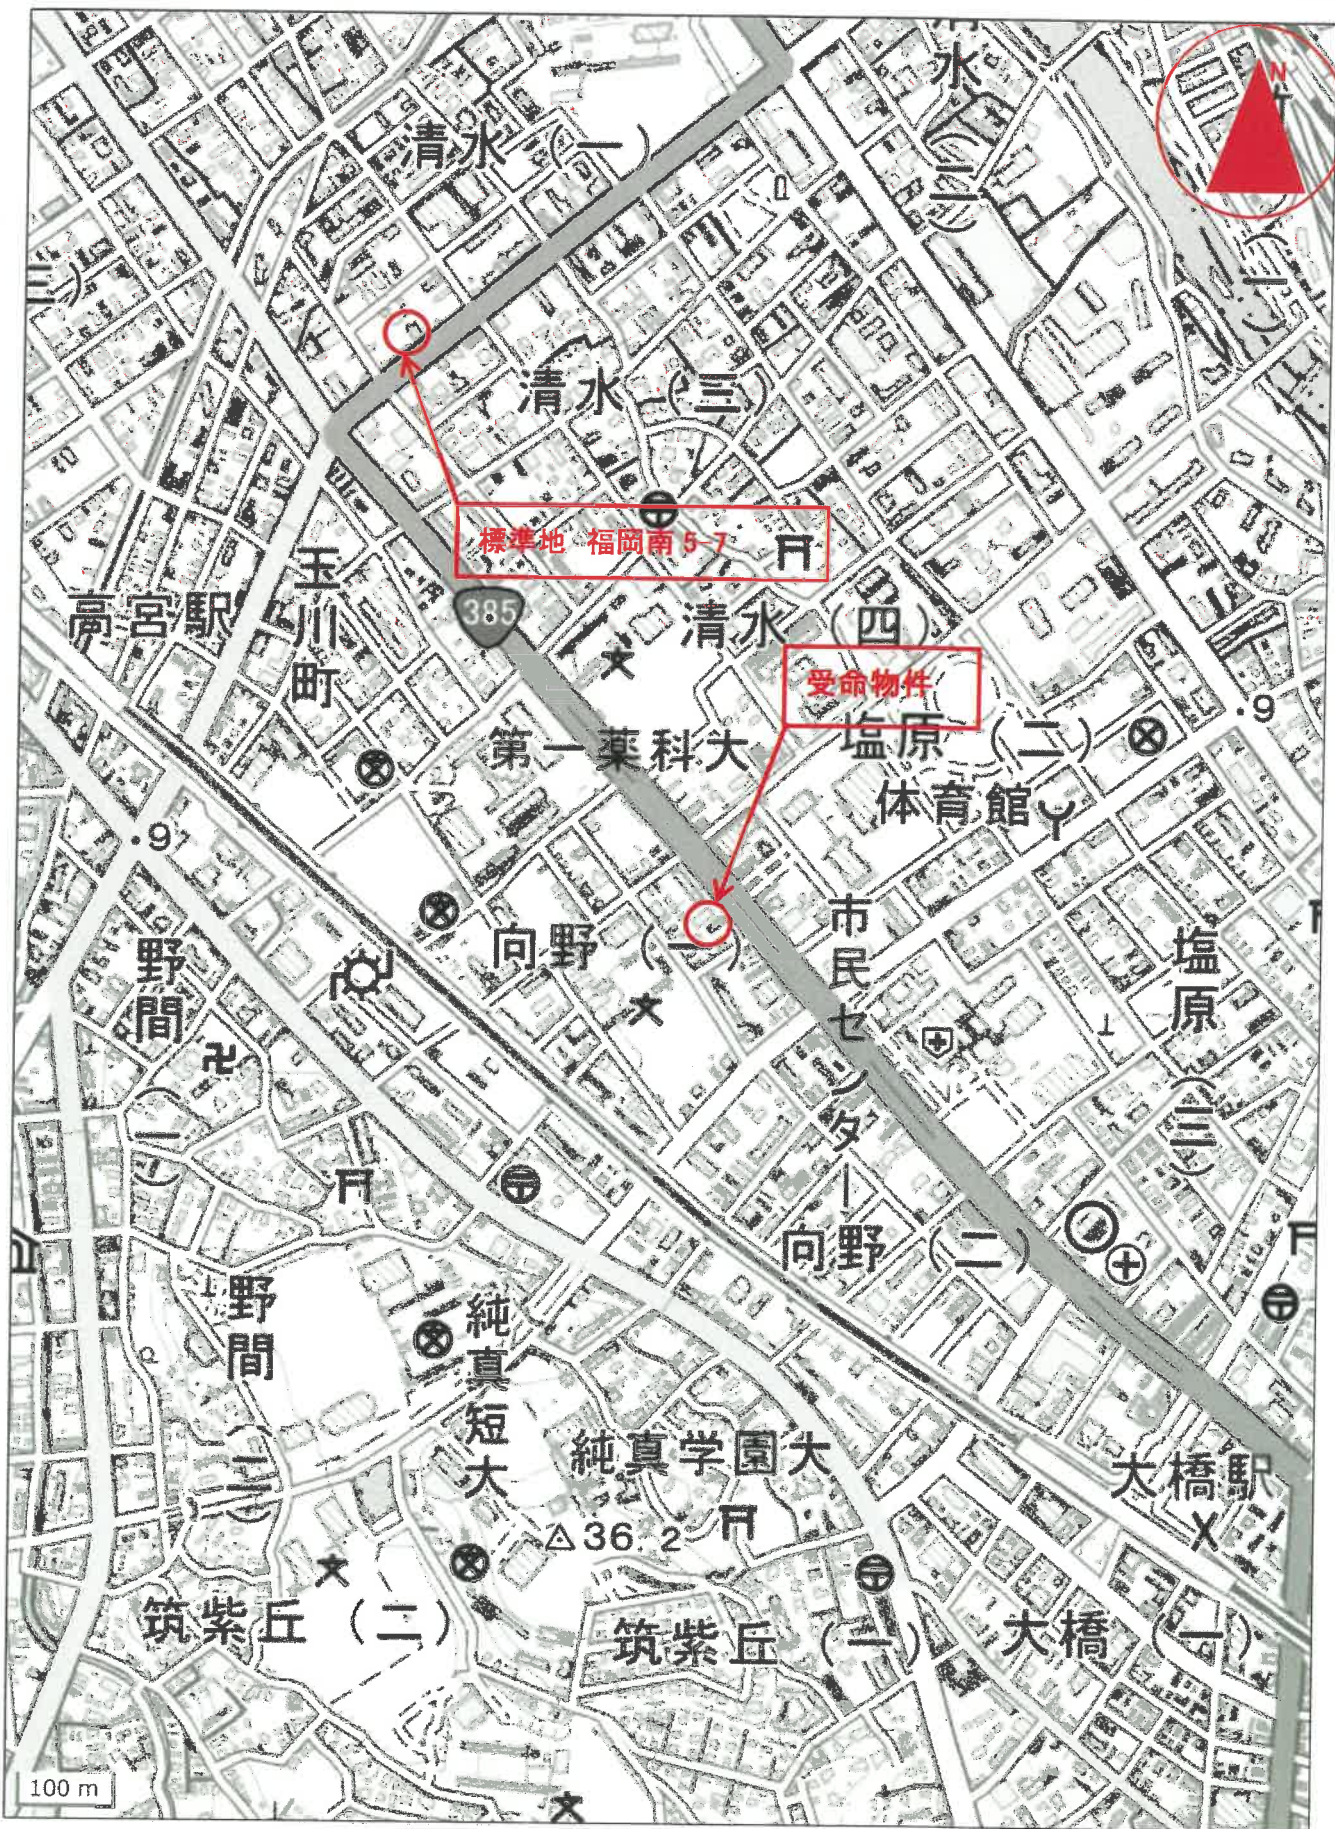 清水(一)
清水(二)
N
清水(三)
標準地 福岡南5-7
385
高宮駅
玉川町
清水(四)
受命物件
第一薬科大
塩原(二)
体育館
・9
・9
向野(一)
市民センター
野間(一)
塩原(三)
向野(二)
野間(二)
純真短大
純真学園大
大橋駅
△36.2
筑紫丘(二)
筑紫丘(一)
大橋(一)
100 m